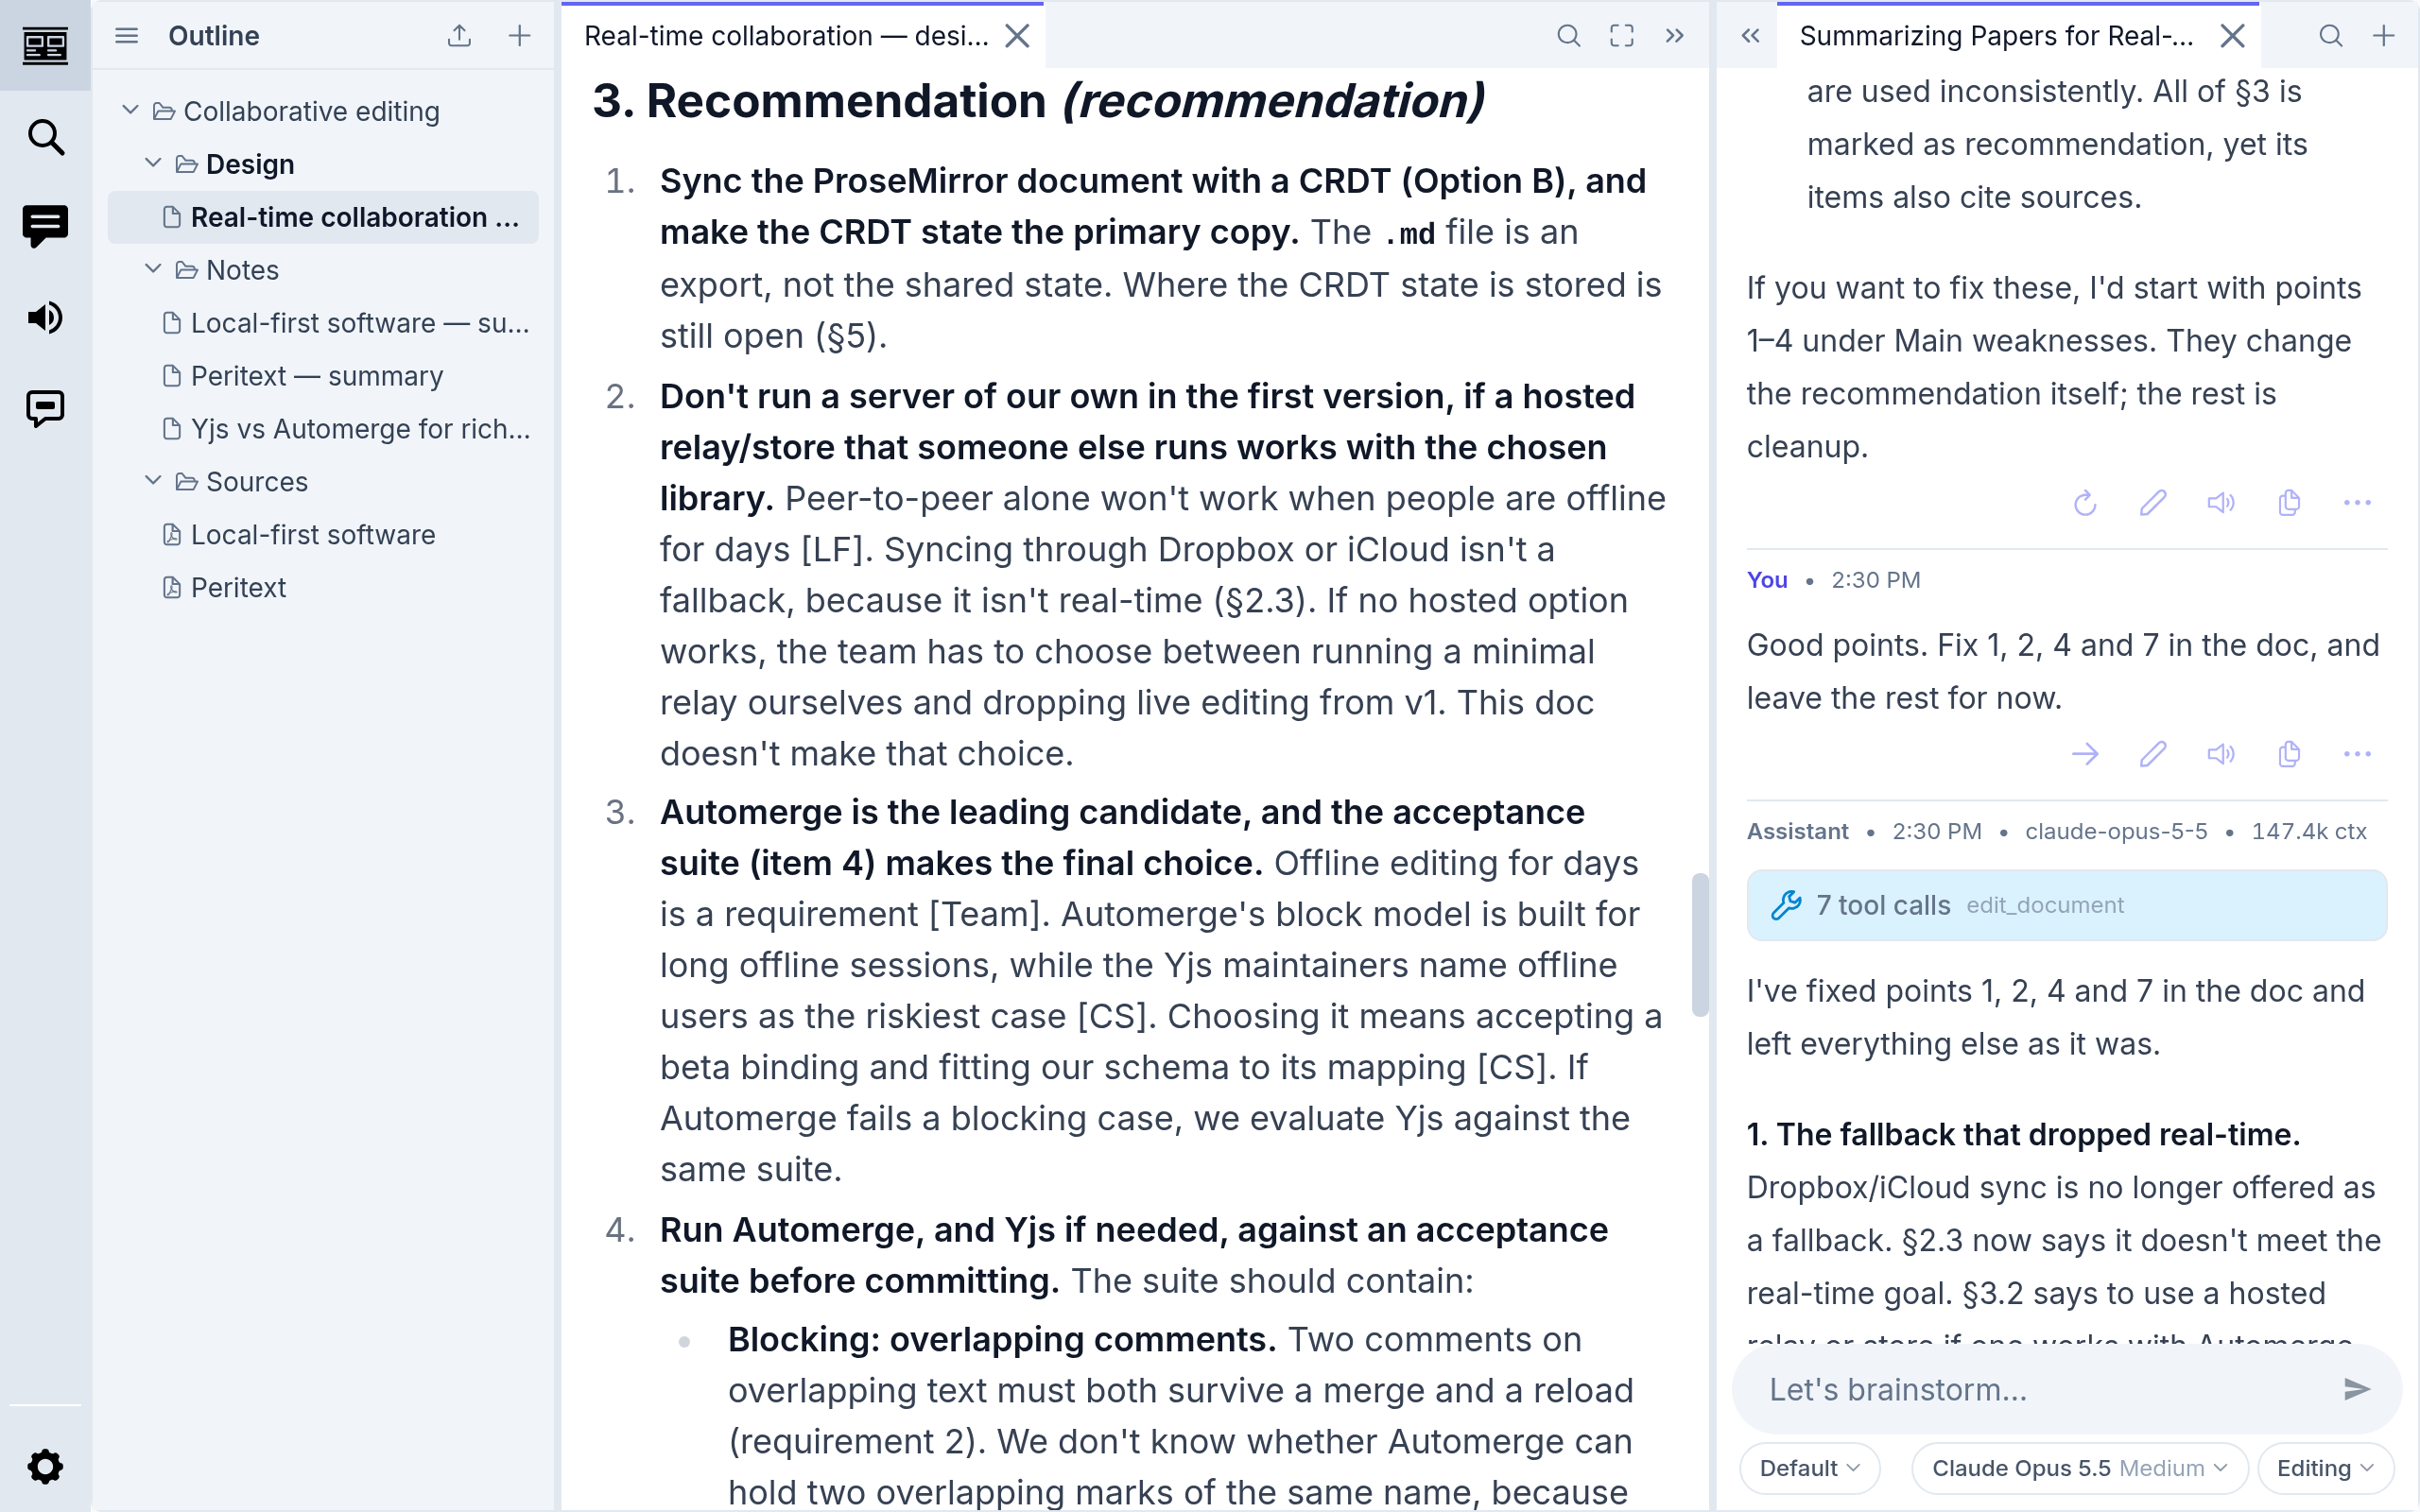 Outline
Collaborative editing
Design
Real-time collaboration ...
Notes
Local-first software — su...
Peritext — summary
Yjs vs Automerge for rich...
Sources
Local-first software
Peritext
Real-time collaboration — desi...
3. Recommendation (recommendation)
1. Sync the ProseMirror document with a CRDT (Option B), and
make the CRDT state the primary copy. The .md file is an
export, not the shared state. Where the CRDT state is stored is
still open (§5).
2. Don't run a server of our own in the first version, if a hosted
relay/store that someone else runs works with the chosen
library. Peer-to-peer alone won't work when people are offline
for days [LF]. Syncing through Dropbox or iCloud isn't a
fallback, because it isn't real-time (§2.3). If no hosted option
works, the team has to choose between running a minimal
relay ourselves and dropping live editing from v1. This doc
doesn't make that choice.
3. Automerge is the leading candidate, and the acceptance
suite (item 4) makes the final choice. Offline editing for days
is a requirement [Team]. Automerge's block model is built for
long offline sessions, while the Yjs maintainers name offline
users as the riskiest case [CS]. Choosing it means accepting a
beta binding and fitting our schema to its mapping [CS]. If
Automerge fails a blocking case, we evaluate Yjs against the
same suite.
4. Run Automerge, and Yjs if needed, against an acceptance
suite before committing. The suite should contain:
Blocking: overlapping comments. Two comments on
overlapping text must both survive a merge and a reload
(requirement 2). We don't know whether Automerge can
hold two overlapping marks of the same name, because
Summarizing Papers for Real-...
are used inconsistently. All of §3 is
marked as recommendation, yet its
items also cite sources.
If you want to fix these, I'd start with points
1–4 under Main weaknesses. They change
the recommendation itself; the rest is
cleanup.
You • 2:30 PM
Good points. Fix 1, 2, 4 and 7 in the doc, and
leave the rest for now.
Assistant • 2:30 PM • claude-opus-5-5 • 147.4k ctx
7 tool calls edit_document
I've fixed points 1, 2, 4 and 7 in the doc and
left everything else as it was.
1. The fallback that dropped real-time.
Dropbox/iCloud sync is no longer offered as
a fallback. §2.3 now says it doesn't meet the
real-time goal. §3.2 says to use a hosted
relay or store if one works with Automerge
Let's brainstorm...
Default
Claude Opus 5.5 Medium
Editing